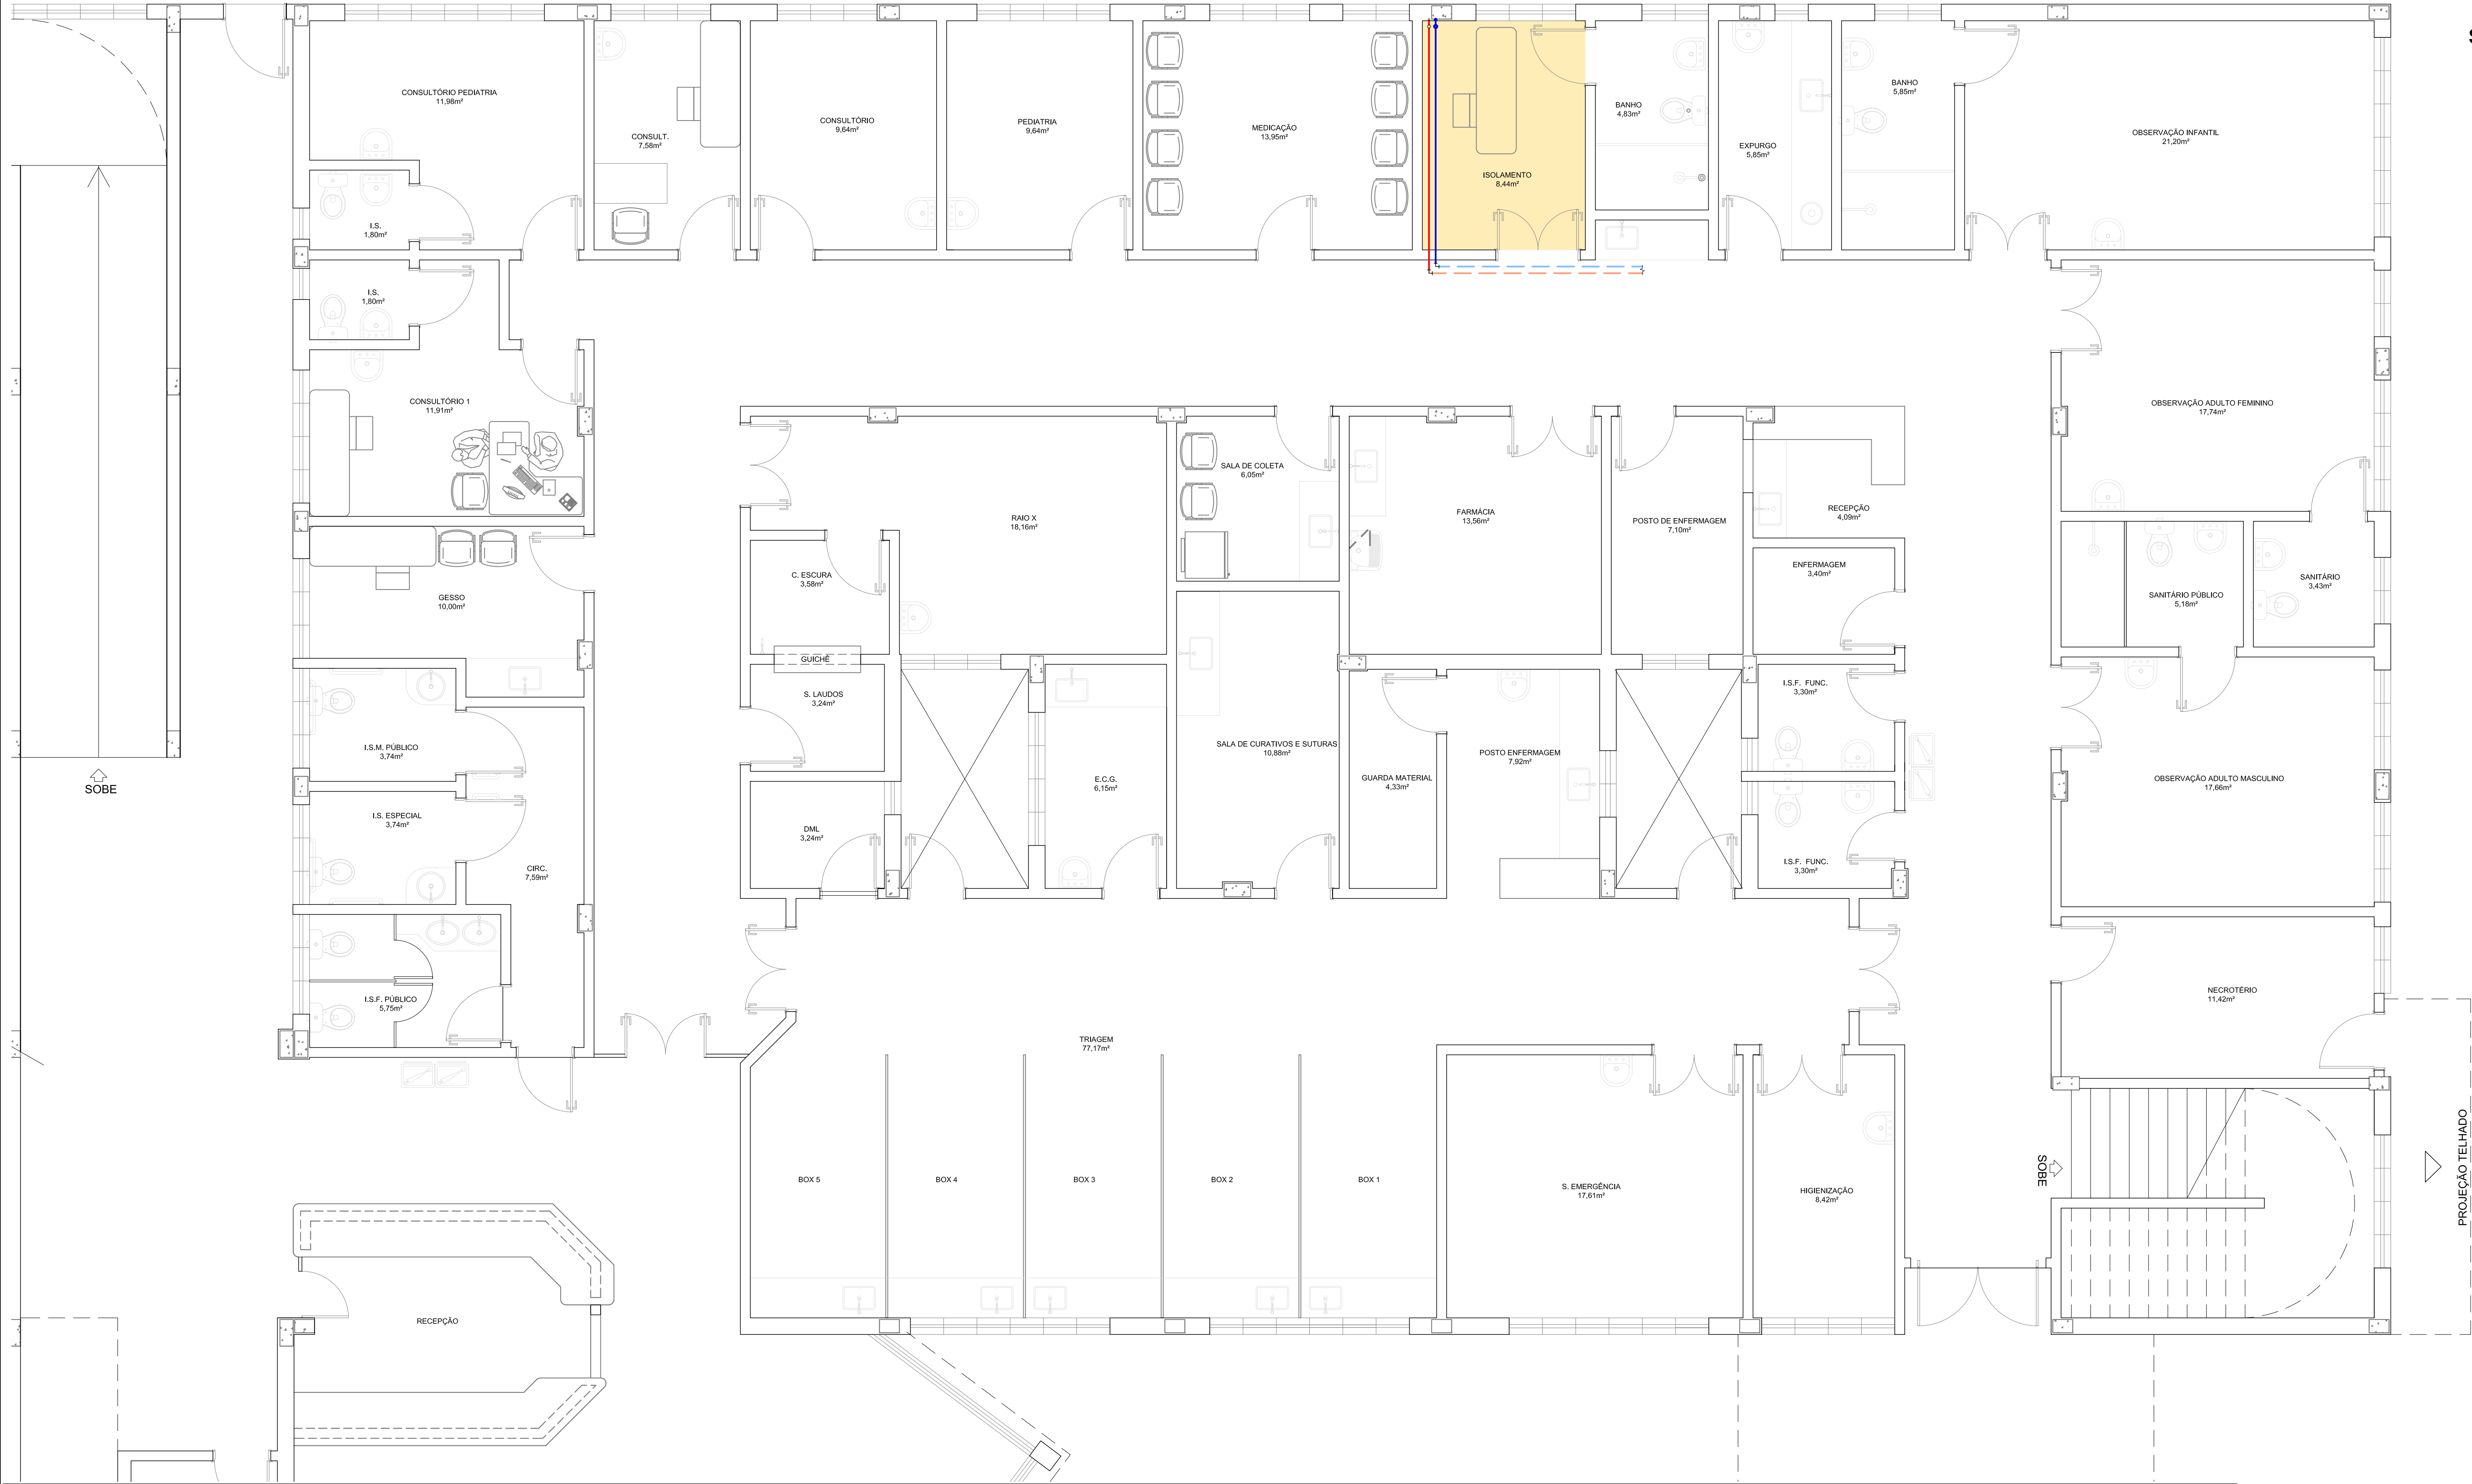 S
CONSULTÓRIO PEDIATRIA
11,98m²
CONSULT.
7,58m²
CONSULTÓRIO
9,64m²
PEDIATRIA
9,64m²
MEDICAÇÃO
13,95m²
ISOLAMENTO
8,44m²
BANHO
4,83m²
EXPURGO
5,85m²
BANHO
5,85m²
OBSERVAÇÃO INFANTIL
21,20m²
I.S.
1,80m²
I.S.
1,80m²
CONSULTÓRIO 1
11,91m²
GESSO
10,00m²
RAIO X
18,16m²
SALA DE COLETA
6,05m²
FARMÁCIA
13,56m²
POSTO DE ENFERMAGEM
7,10m²
RECEPÇÃO
4,09m²
ENFERMAGEM
3,40m²
OBSERVAÇÃO ADULTO FEMININO
17,74m²
SANITÁRIO PÚBLICO
5,18m²
SANITÁRIO
3,43m²
C. ESCURA
3,58m²
GUICHÊ
S. LAUDOS
3,24m²
I.S.M. PÚBLICO
3,74m²
SOBE
I.S. ESPECIAL
3,74m²
CIRC.
7,59m²
DML
3,24m²
E.C.G.
6,15m²
SALA DE CURATIVOS E SUTURAS
10,88m²
GUARDA MATERIAL
4,33m²
POSTO ENFERMAGEM
7,92m²
I.S.F. FUNC.
3,30m²
I.S.F. FUNC.
3,30m²
OBSERVAÇÃO ADULTO MASCULINO
17,66m²
I.S.F. PÚBLICO
5,75m²
TRIAGEM
77,17m²
NECROTÉRIO
11,42m²
BOX 5
BOX 4
BOX 3
BOX 2
BOX 1
S. EMERGÊNCIA
17,61m²
HIGIENIZAÇÃO
8,42m²
SOBE
PROJEÇÃO TELHADO
RECEPÇÃO